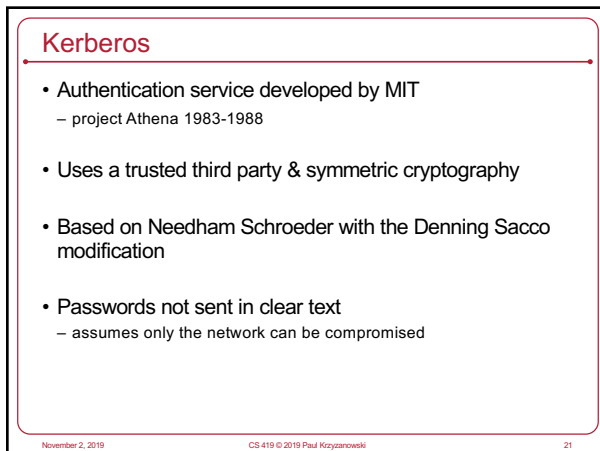 Kerberos
• Authentication service developed by MIT
– project Athena 1983-1988
• Uses a trusted third party & symmetric cryptography
• Based on Needham Schroeder with the Denning Sacco
modification
• Passwords not sent in clear text
– assumes only the network can be compromised
November 2, 2019 CS 419 © 2019 Paul Krzyzanowski 21